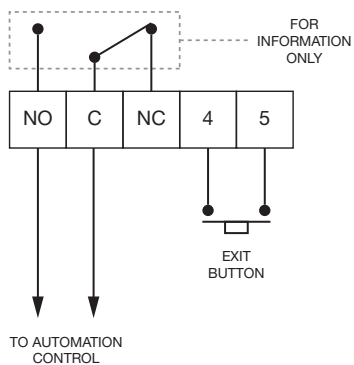 FOR
INFORMATION
ONLY
NO C NC 4 5
EXIT
BUTTON
TO AUTOMATION
CONTROL